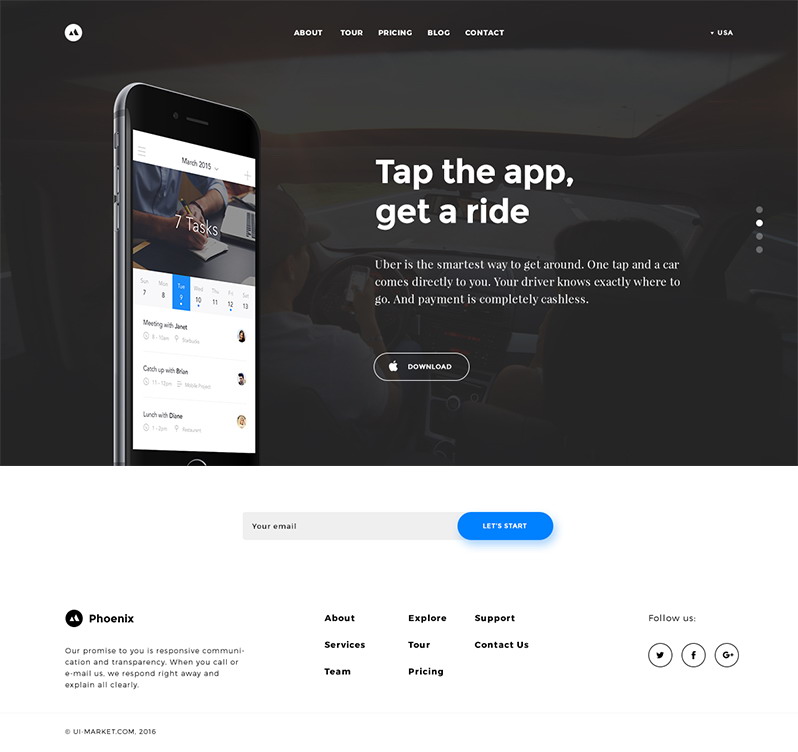 ABOUT TOUR PRICING BLOG CONTACT
USA
March 2015
7 Tasks
Sun Mon Tue Wed Thu Fri Sat
7 8 9 10 11 12 13
Meeting with Janet
8 - 10am Starbucks
Catch up with Brian
11 - 12pm Mobile Project
Lunch with Diane
1 - 2pm Restaurant
Tap the app,
get a ride
Uber is the smartest way to get around. One tap and a car
comes directly to you. Your driver knows exactly where to
go. And payment is completely cashless.
DOWNLOAD
Your email
LET'S START
Phoenix
Our promise to you is responsive communi-
cation and transparency. When you call or
e-mail us. we respond right away and
explain all clearly.
About
Services
Team
Explore
Tour
Pricing
Support
Contact Us
Follow us:
G+
© UI-MARKET.COM, 2016